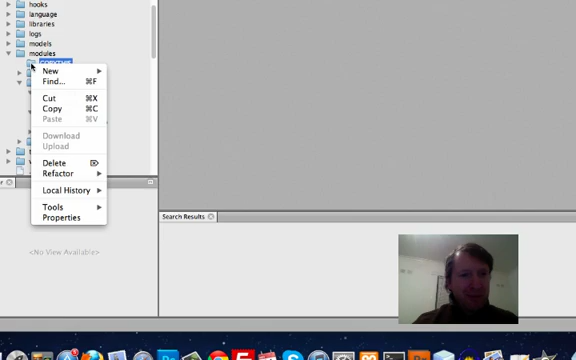 hooks
language
libraries
logs
models
modules
New
Find... ⌘F
Cut ⌘X
Copy ⌘C
Paste ⌘V
Download
Upload
Delete
Refactor
Local History
Tools
Properties
<No View Available>
Search Results